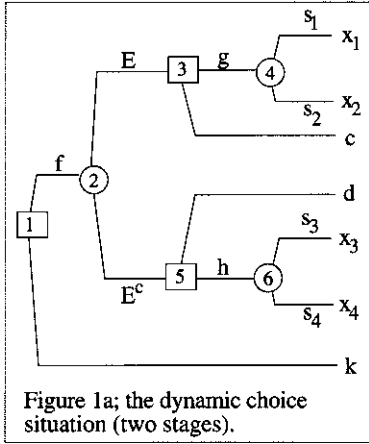 s1
x1
E
3
g
4
s2
x2
c
f
2
d
1
s3
x3
5
h
6
E^c
s4
x4
k
Figure 1a; the dynamic choice
situation (two stages).